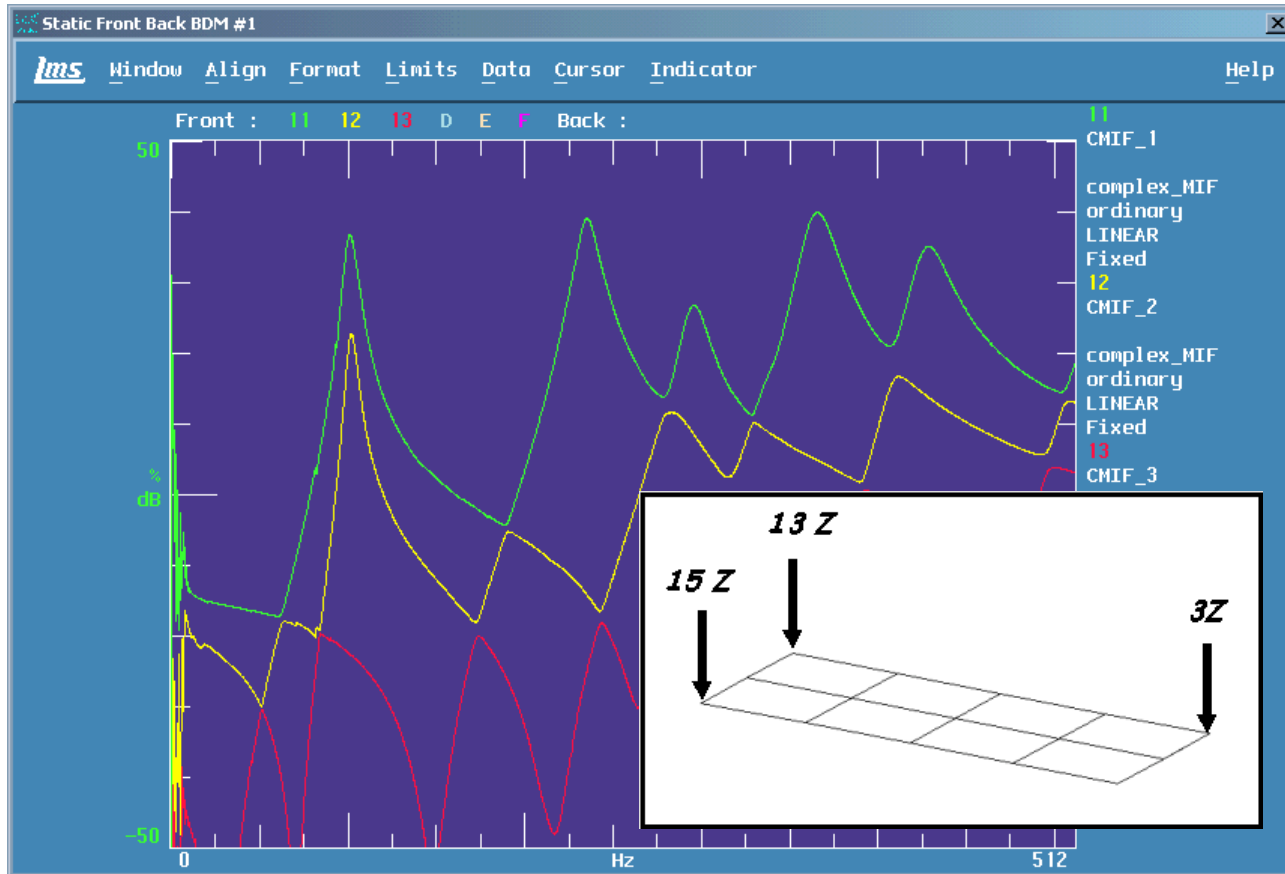 Static Front Back BDM #1
lms Window Align Format Limits Data Cursor Indicator Help
Front : 11 12 13 D E F Back :
50
%
dB
-50
0 Hz 512
11
CMIF_1
complex_MIF
ordinary
LINEAR
Fixed
12
CMIF_2
complex_MIF
ordinary
LINEAR
Fixed
13
CMIF_3
13 Z
15 Z
3Z